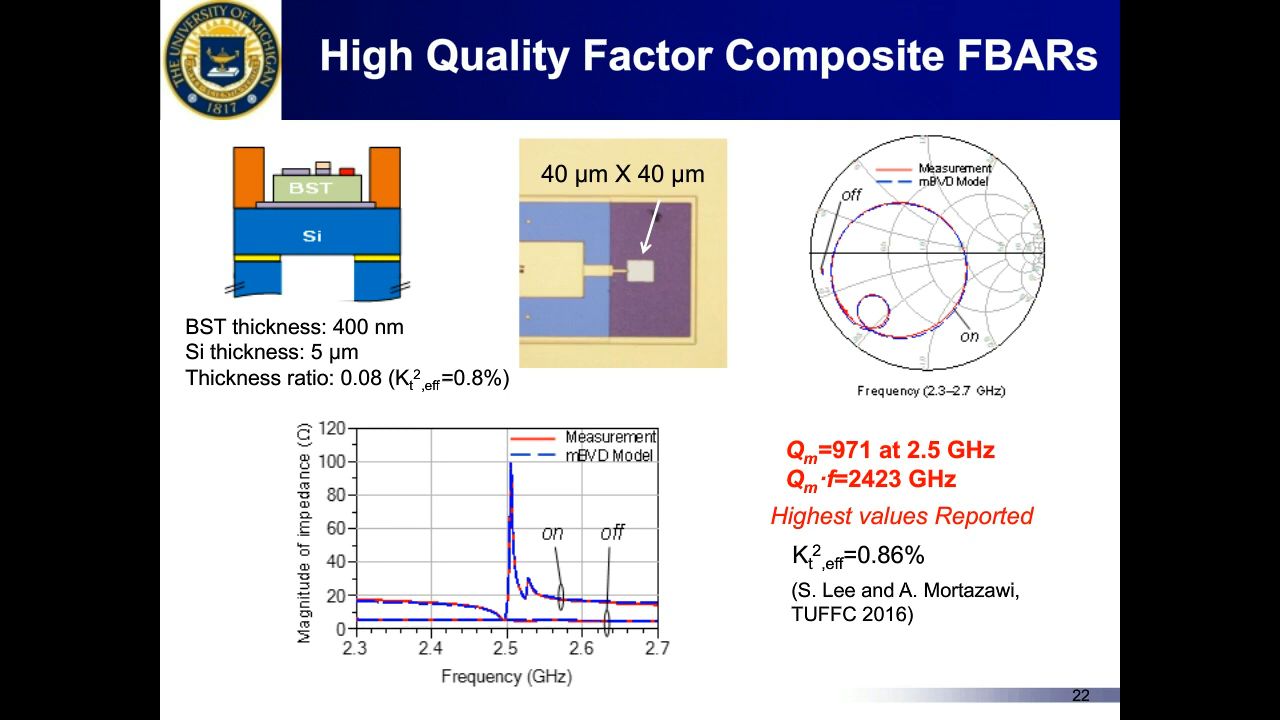 THE UNIVERSITY OF MICHIGAN
1817
High Quality Factor Composite FBARs
BST
Si
BST thickness: 400 nm
Si thickness: 5 µm
Thickness ratio: 0.08 (Kt²,eff=0.8%)
40 µm X 40 µm
Measurement
mBVD Model
off
on
Frequency (2.3–2.7 GHz)
Magnitude of impedance (Ω)
120
100
80
60
40
20
0
Measurement
mBVD Model
on
off
2.3 2.4 2.5 2.6 2.7
Frequency (GHz)
Qm=971 at 2.5 GHz
Qm·f=2423 GHz
Highest values Reported
Kt²,eff=0.86%
(S. Lee and A. Mortazawi,
TUFFC 2016)
22